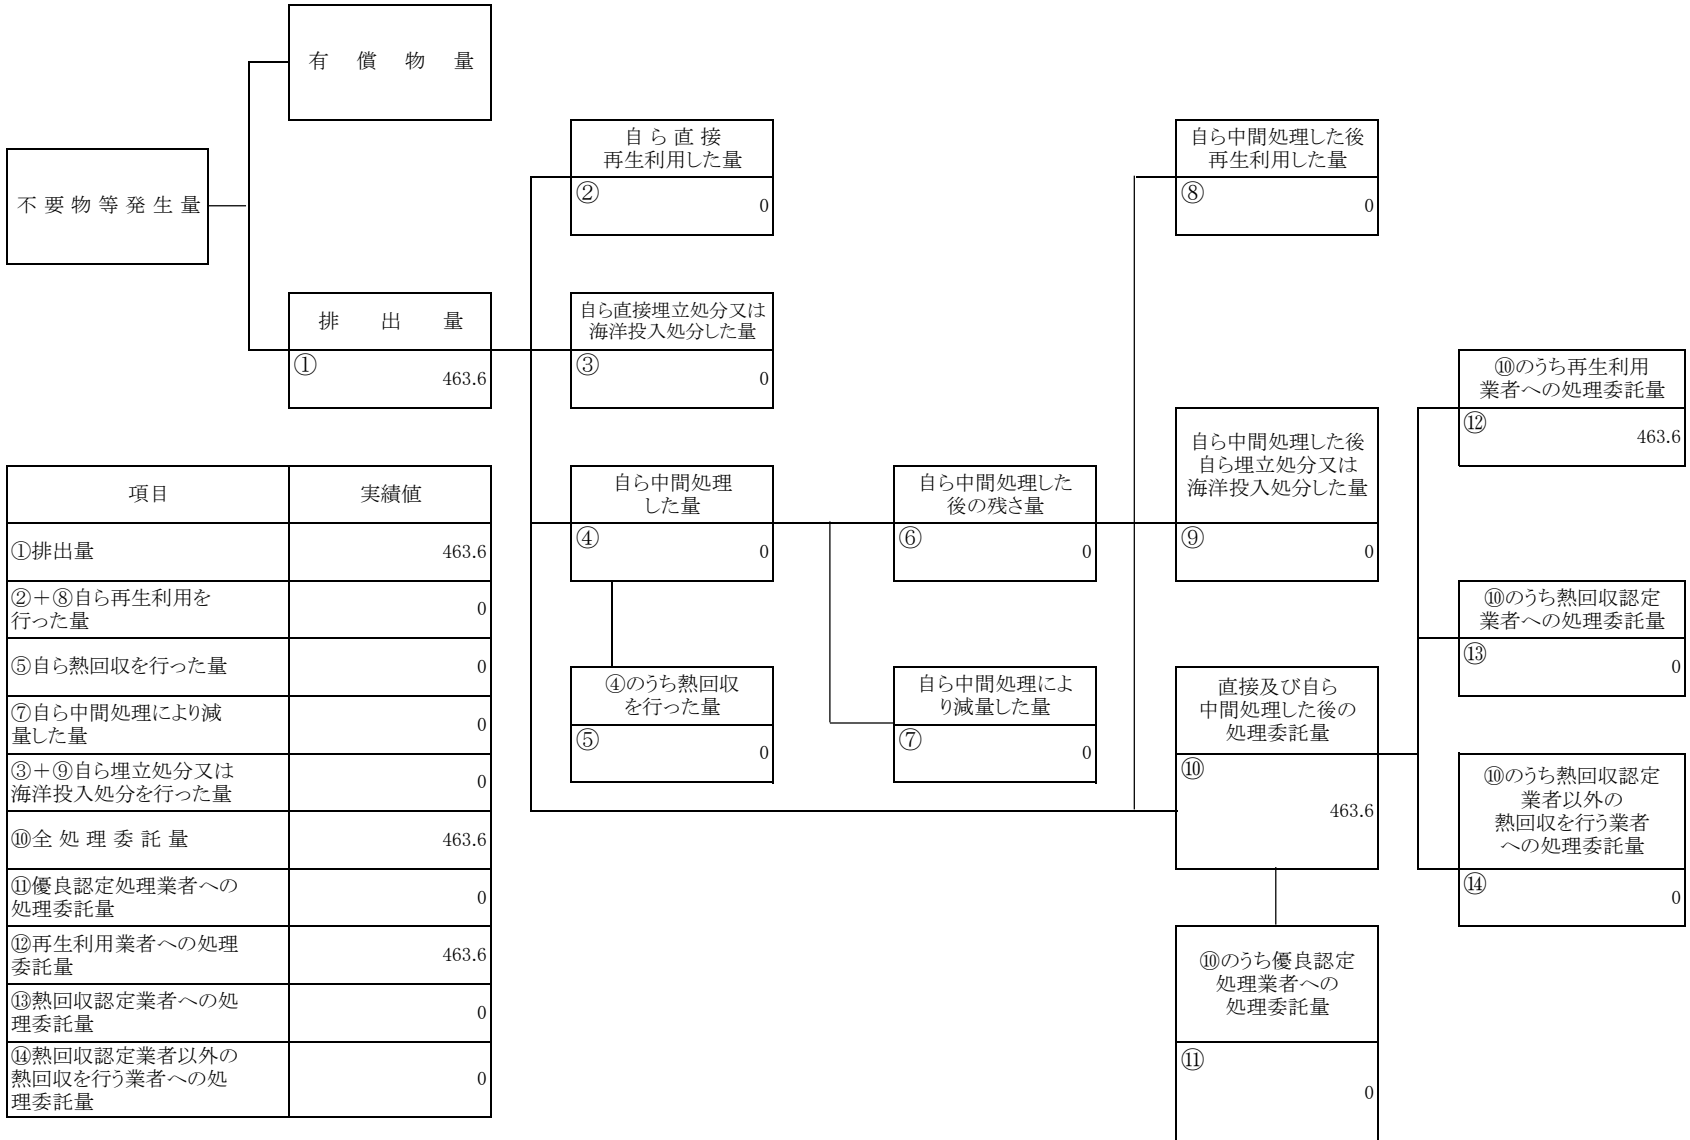 有 償 物 量
不 要 物 等 発 生 量
排 出 量
①
463.6
自 ら 直 接
再生利用した量
②
0
自ら直接埋立処分又は
海洋投入処分した量
③
0
自ら中間処理
した量
④
0
④のうち熱回収
を行った量
⑤
0
自ら中間処理した
後の残さ量
⑥
0
自ら中間処理によ
り減量した量
⑦
0
自ら中間処理した後
再生利用した量
⑧
0
自ら中間処理した後
自ら埋立処分又は
海洋投入処分した量
⑨
0
直接及び自ら
中間処理した後の
処理委託量
⑩
463.6
⑩のうち優良認定
処理業者への
処理委託量
⑪
0
⑩のうち再生利用
業者への処理委託量
⑫
463.6
⑩のうち熱回収認定
業者への処理委託量
⑬
0
⑩のうち熱回収認定
業者以外の
熱回収を行う業者
への処理委託量
⑭
0
項目 実績値
①排出量 463.6
②＋⑧自ら再生利用を
行った量 0
⑤自ら熱回収を行った量 0
⑦自ら中間処理により減
量した量 0
③＋⑨自ら埋立処分又は
海洋投入処分を行った量 0
⑩全 処 理 委 託 量 463.6
⑪優良認定処理業者への
処理委託量 0
⑫再生利用業者への処理
委託量 463.6
⑬熱回収認定業者への処
理委託量 0
⑭熱回収認定業者以外の
熱回収を行う業者への処
理委託量 0